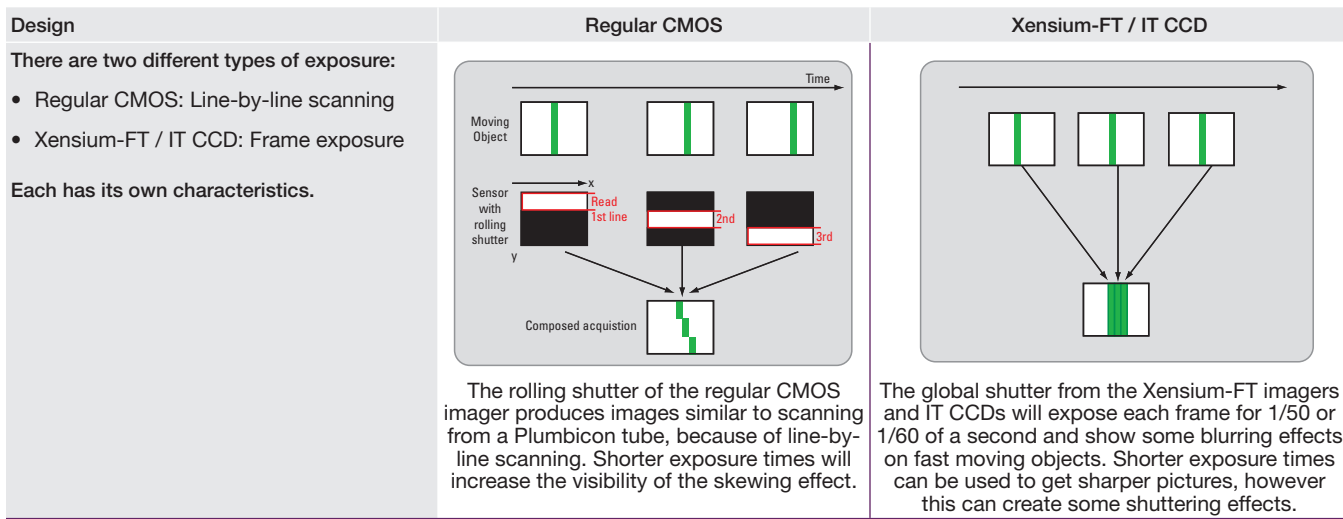 Design
Regular CMOS
Xensium-FT / IT CCD
There are two different types of exposure:
• Regular CMOS: Line-by-line scanning
• Xensium-FT / IT CCD: Frame exposure
Each has its own characteristics.
Time
Moving
Object
x
Sensor
with
rolling
shutter
y
Read
1st line
2nd
3rd
Composed acquistion
The rolling shutter of the regular CMOS
imager produces images similar to scanning
from a Plumbicon tube, because of line-by-
line scanning. Shorter exposure times will
increase the visibility of the skewing effect.
The global shutter from the Xensium-FT imagers
and IT CCDs will expose each frame for 1/50 or
1/60 of a second and show some blurring effects
on fast moving objects. Shorter exposure times
can be used to get sharper pictures, however
this can create some shuttering effects.